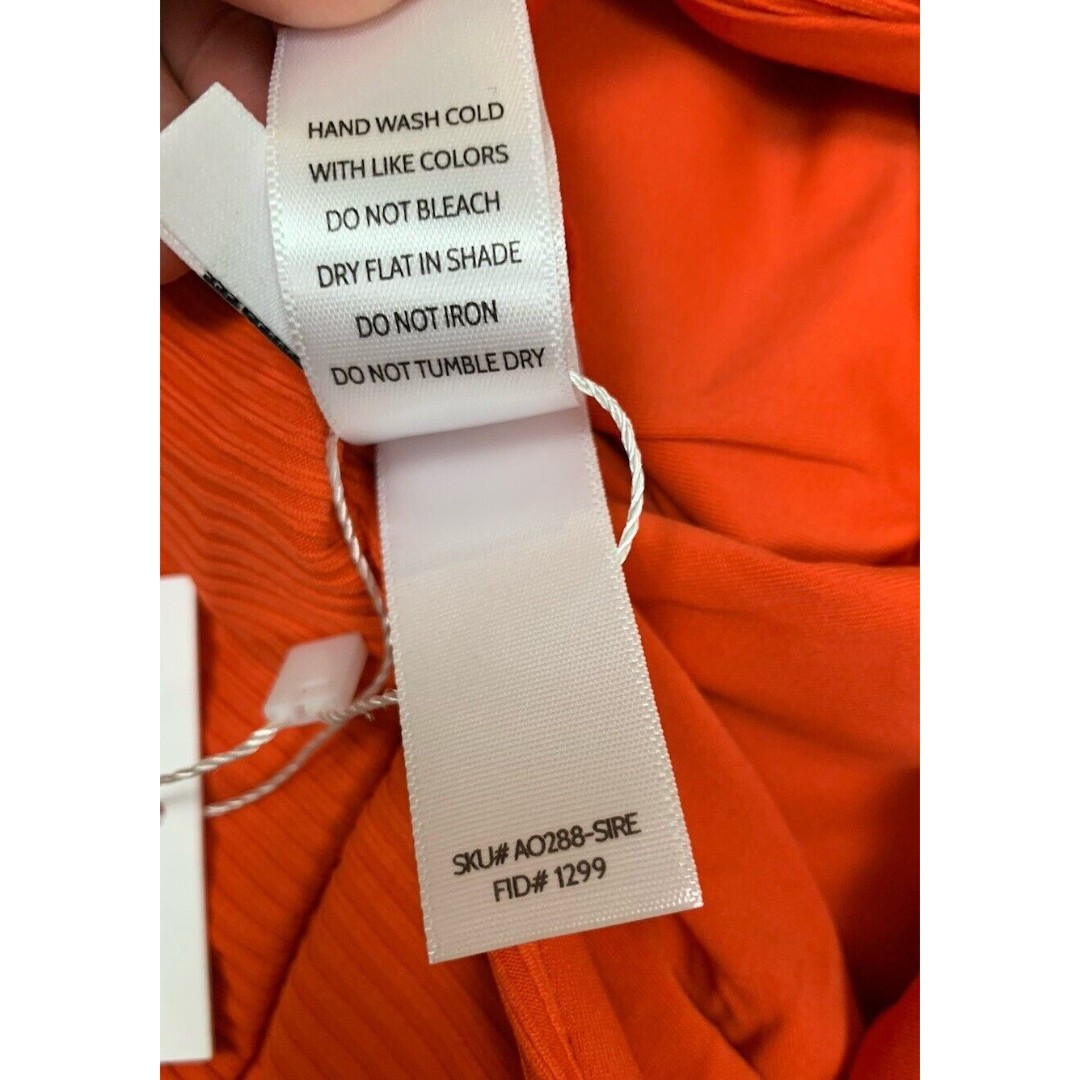 HAND WASH COLD
WITH LIKE COLORS
DO NOT BLEACH
DRY FLAT IN SHADE
DO NOT IRON
DO NOT TUMBLE DRY
SKU# AO288-SIRE
FID# 1299